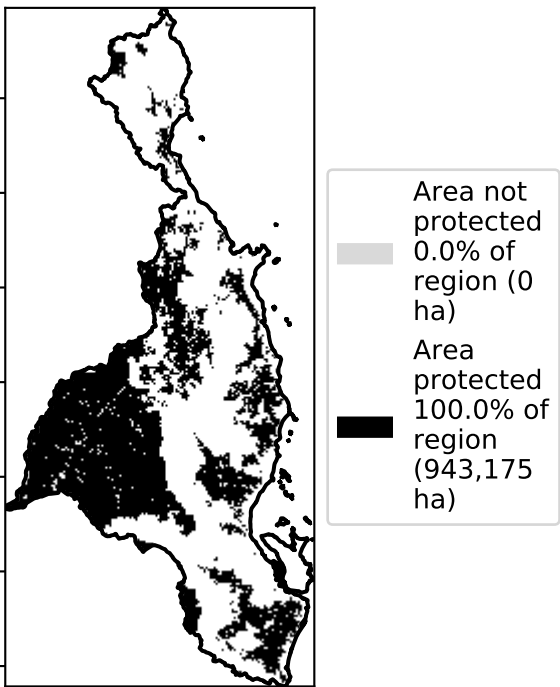 Area not
protected
0.0% of
region (0
ha)
Area
protected
100.0% of
region
(943,175
ha)